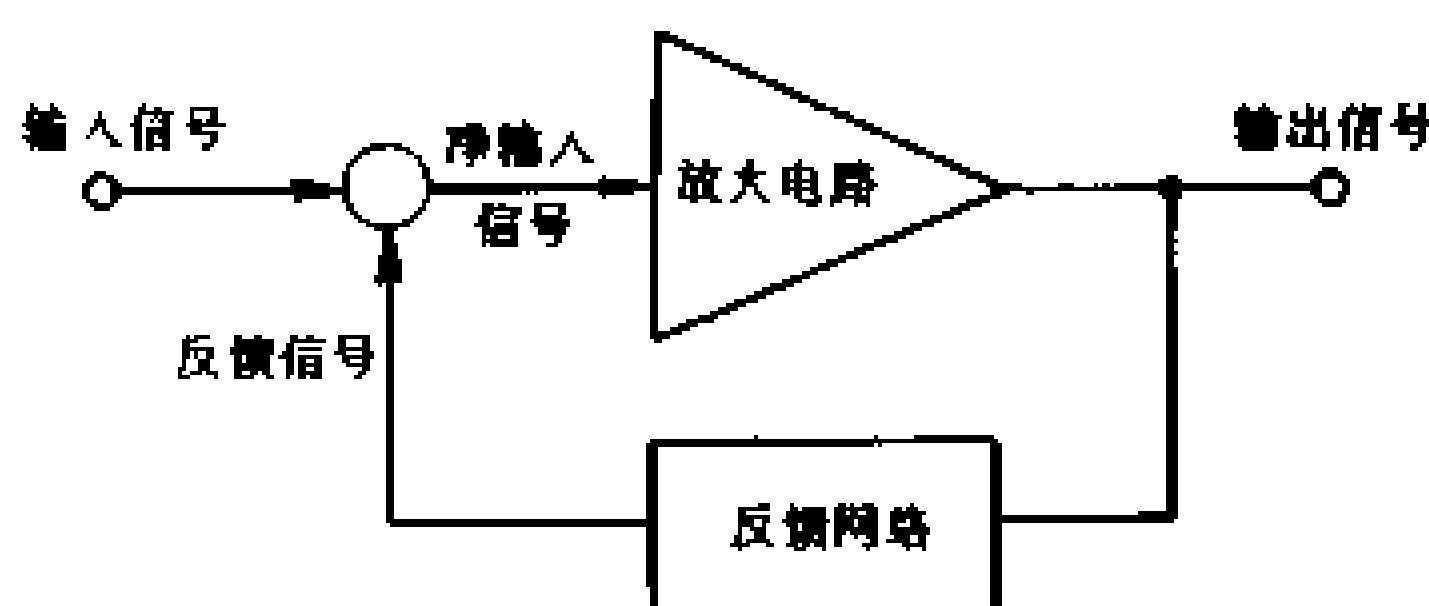 输入信号
净输入
信号
放大电路
输出信号
反馈信号
反馈网络